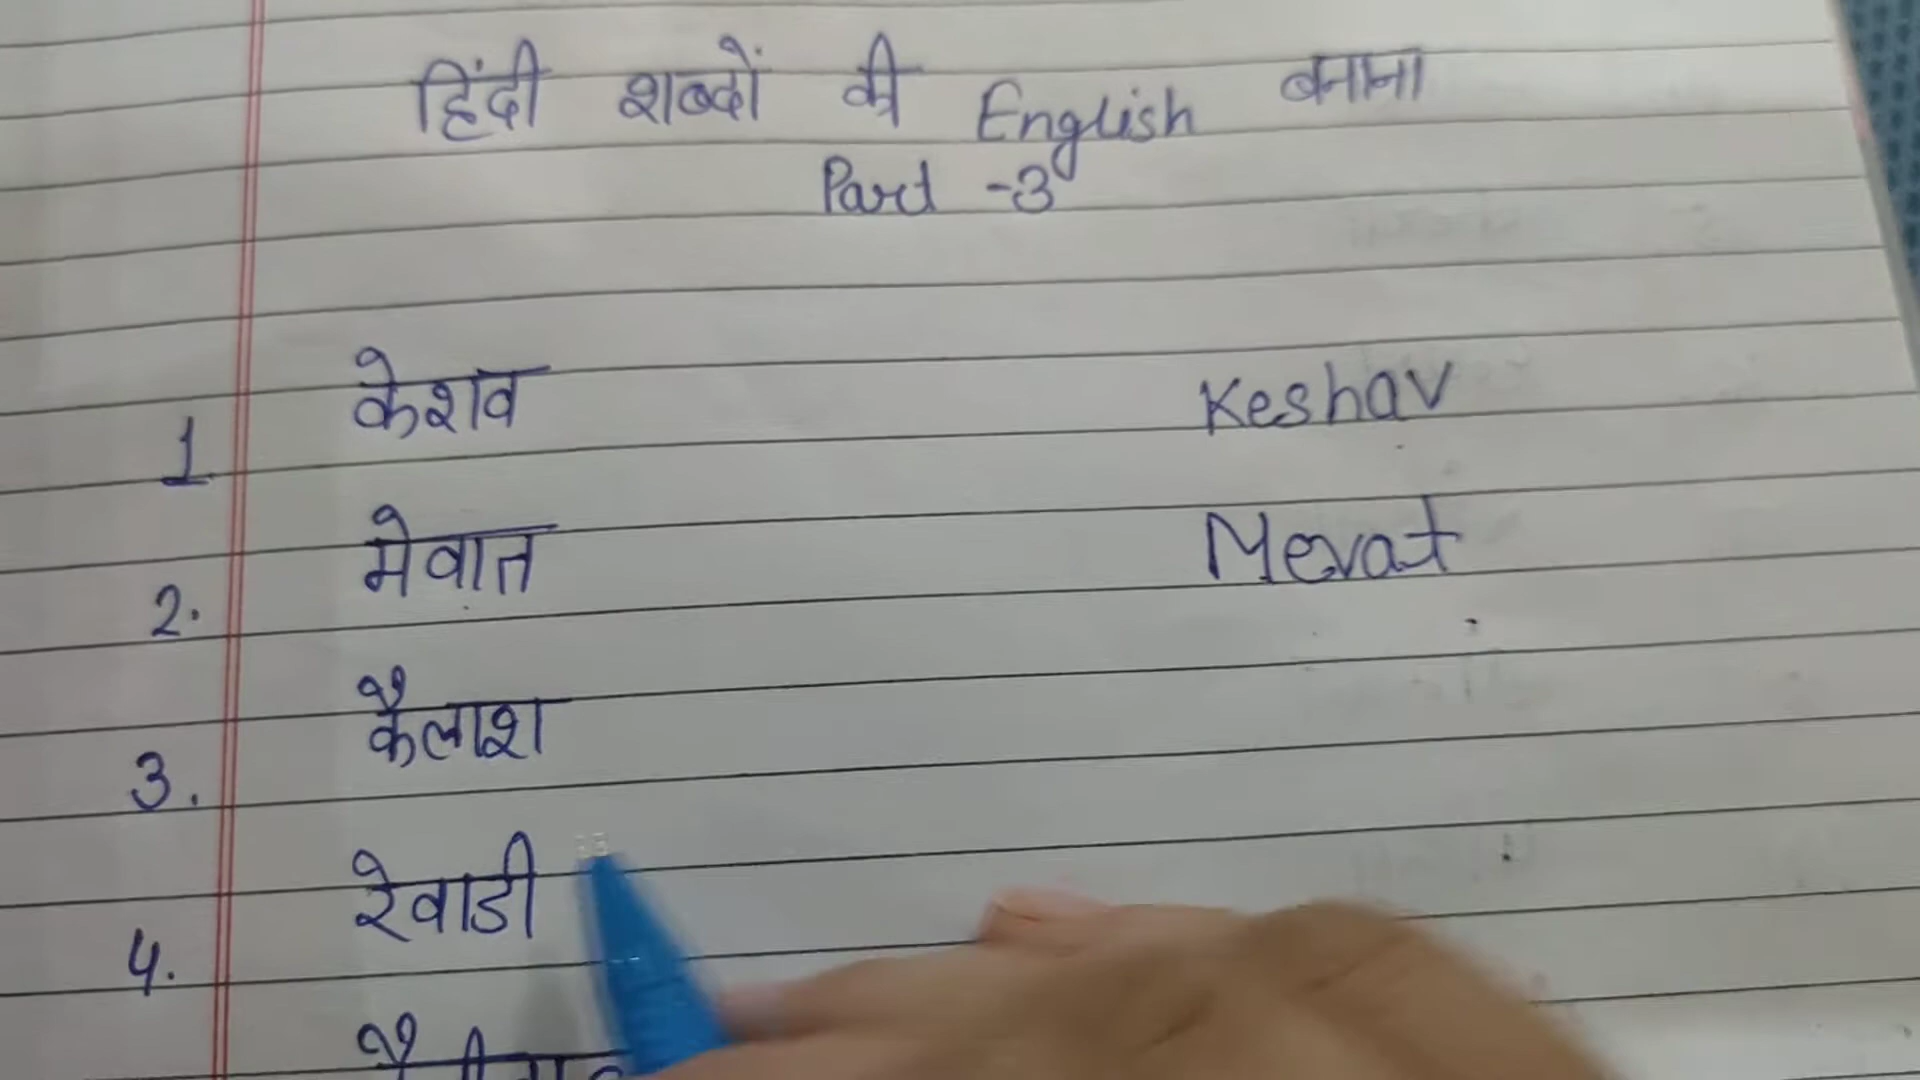 हिंदी शब्दों की English बनाना
Part -3
1 केशव Keshav
2. मेवात Mevat
3. कैलाश
4. रेवाडी